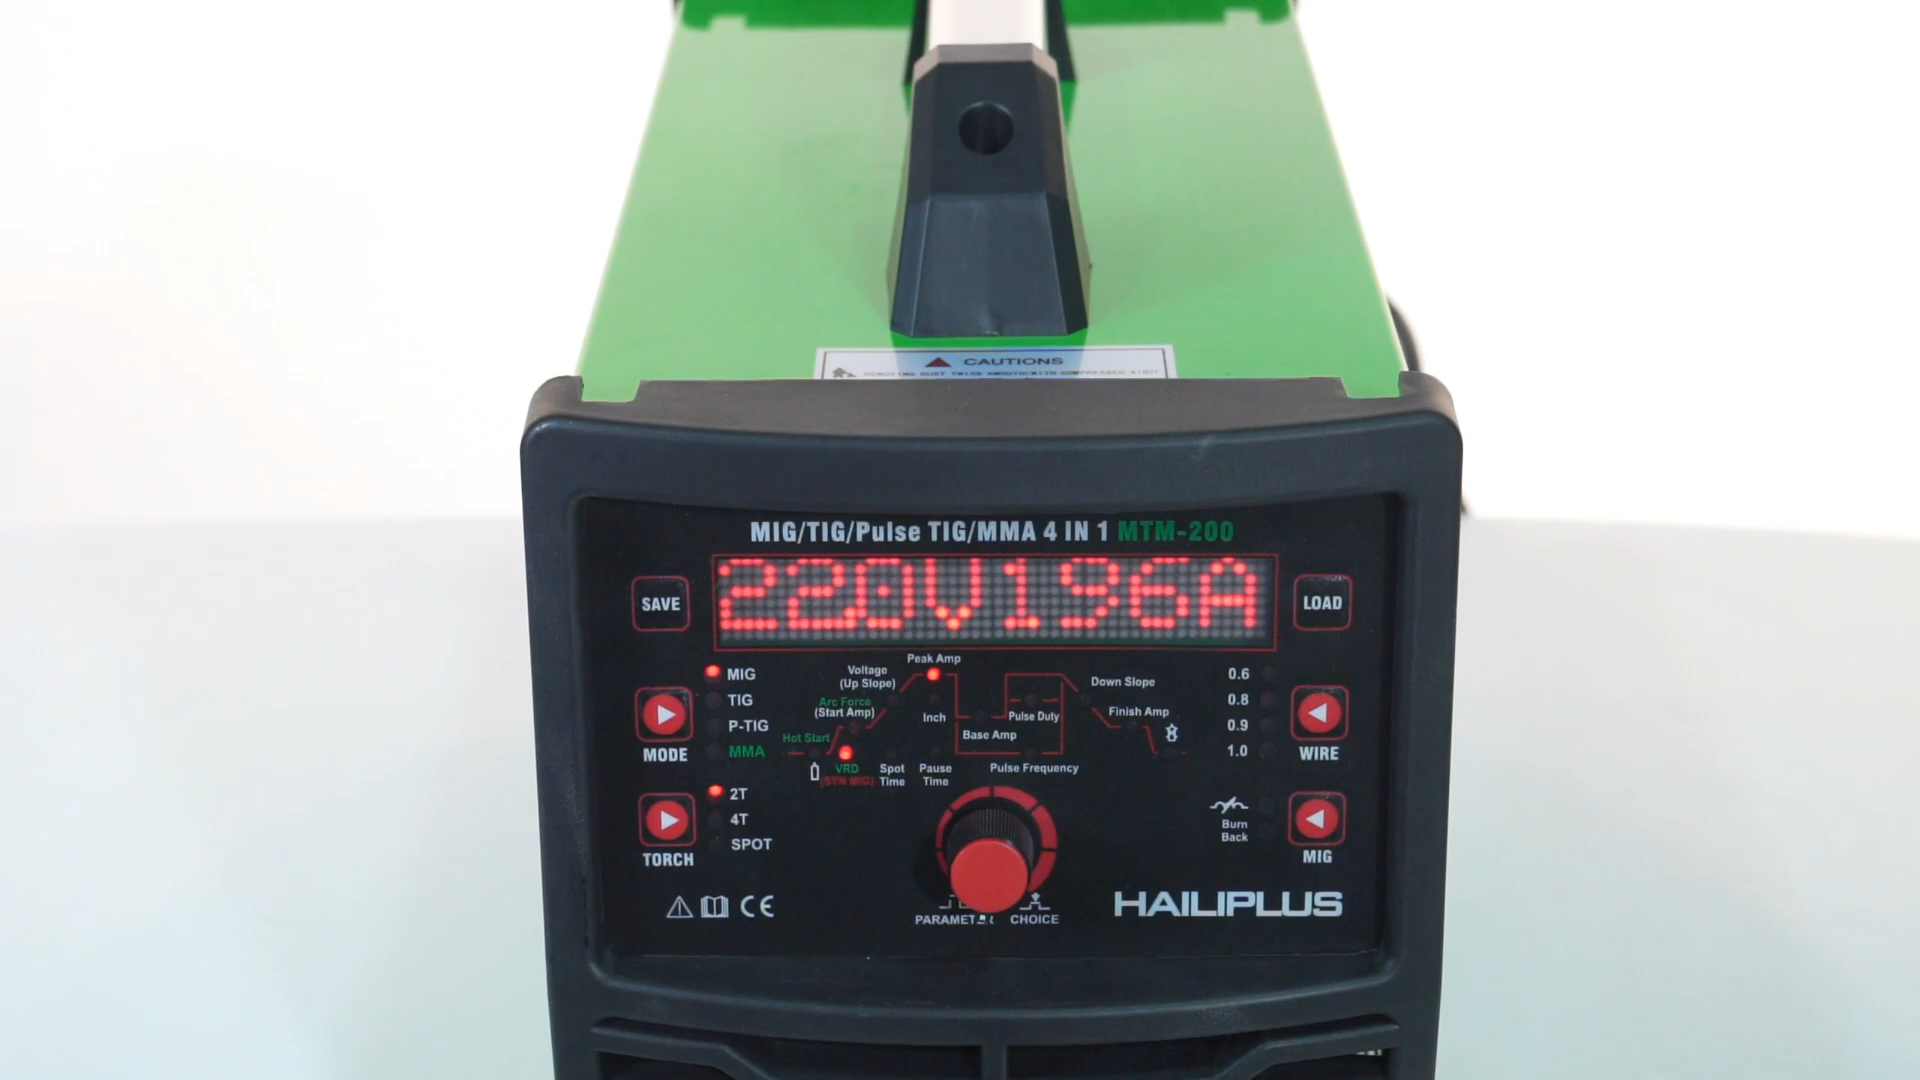 CAUTIONS
MIG/TIG/Pulse TIG/MMA 4 IN 1 MTM-200
SAVE
220V196A
LOAD
MIG
TIG
P-TIG
MMA
MODE
2T
4T
SPOT
TORCH
Peak Amp
Voltage
(Up Slope)
Arc Force
(Start Amp)
Hot Start
VRD
(SYN MIG)
Spot
Time
Pause
Time
Inch
Base Amp
Pulse Duty
Pulse Frequency
Down Slope
Finish Amp
0.6
0.8
0.9
1.0
WIRE
Burn
Back
MIG
CE
PARAMETER CHOICE
HAILIPLUS